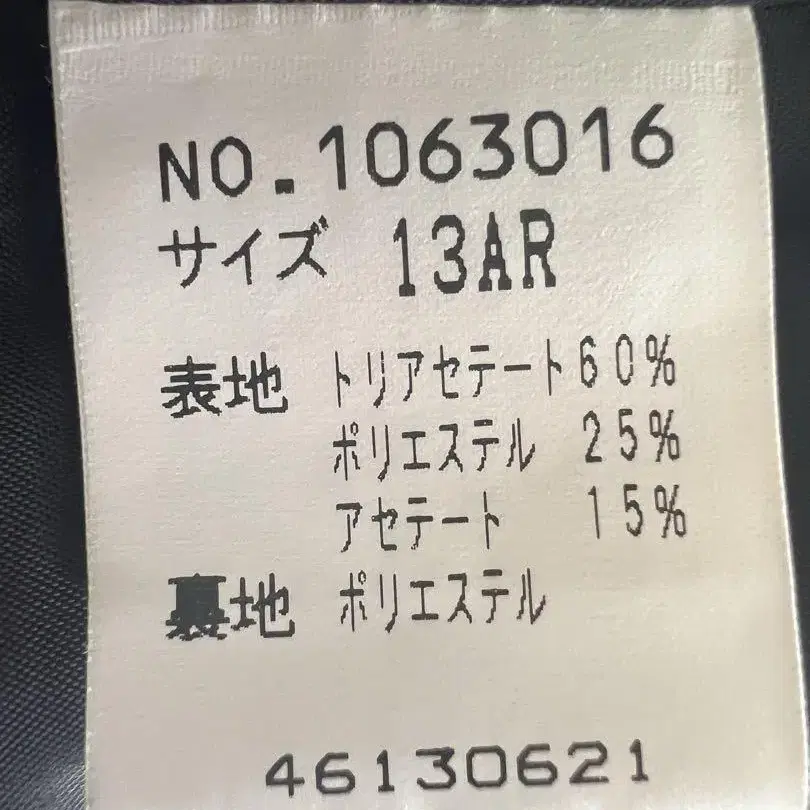 NO.1063016
サイズ 13AR
表地 トリアセテート60%
ポリエステル 25%
アセテート 15%
裏地 ポリエステル
46130621